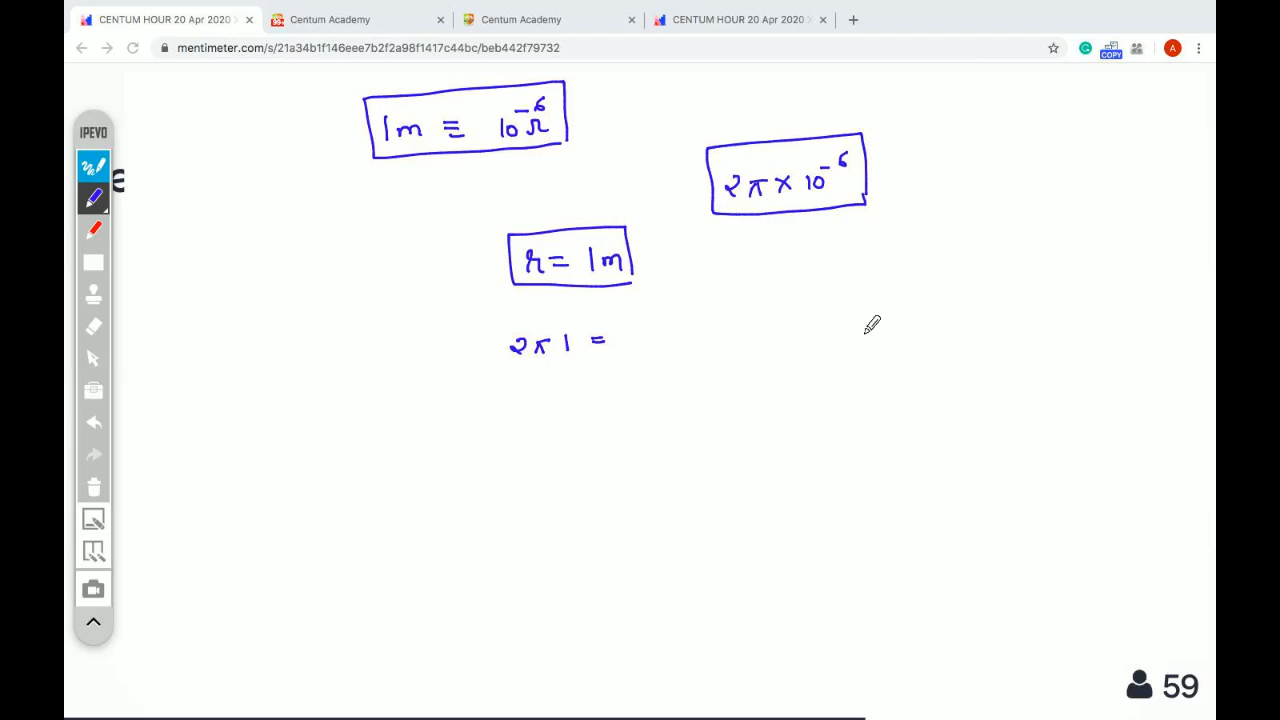 CENTUM HOUR 20 Apr 2020
Centum Academy
Centum Academy
CENTUM HOUR 20 Apr 2020
mentimeter.com/s/21a34b1f146eee7b2f2a98f1417c44bc/beb442f79732
COPY
A
IPEVO
e
1m ≡ 10⁻⁶Ω
2π × 10⁻⁶
r = 1m
2π1 =
59